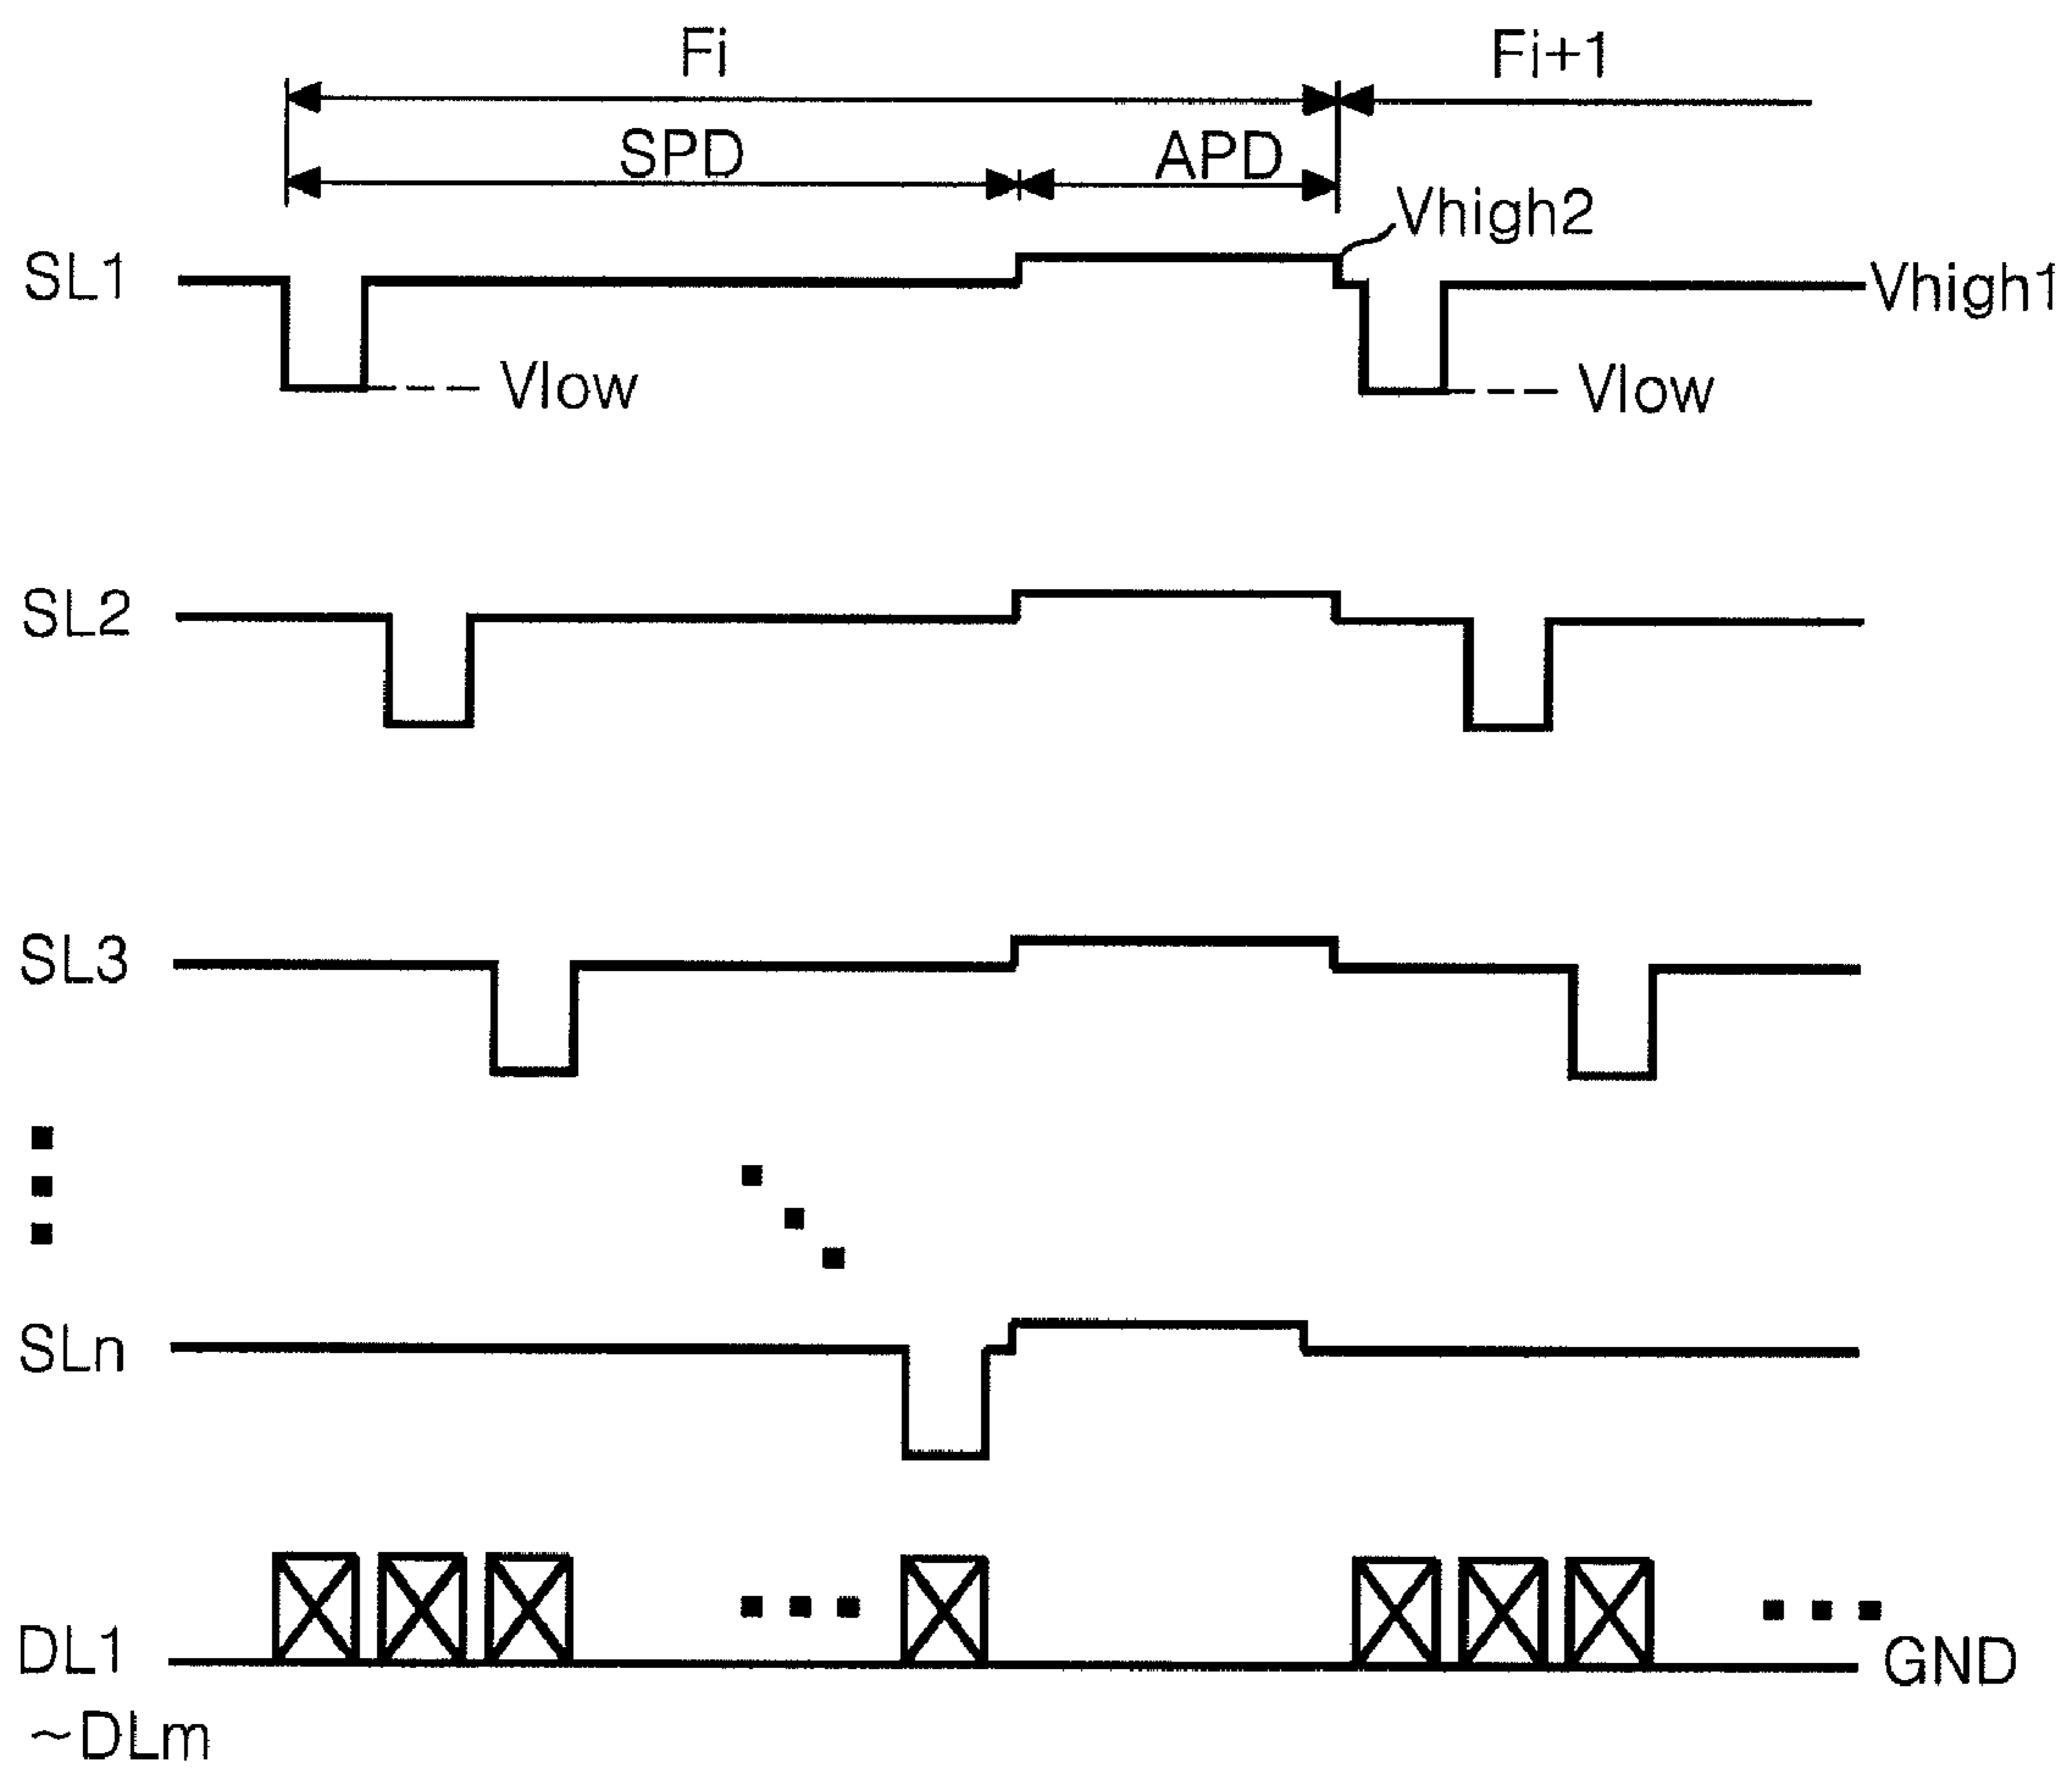 Fi
Fi+1
SPD
APD
Vhigh2
SL1
Vhigh1
Vlow
Vlow
SL2
SL3
SLn
DL1
~DLm
GND